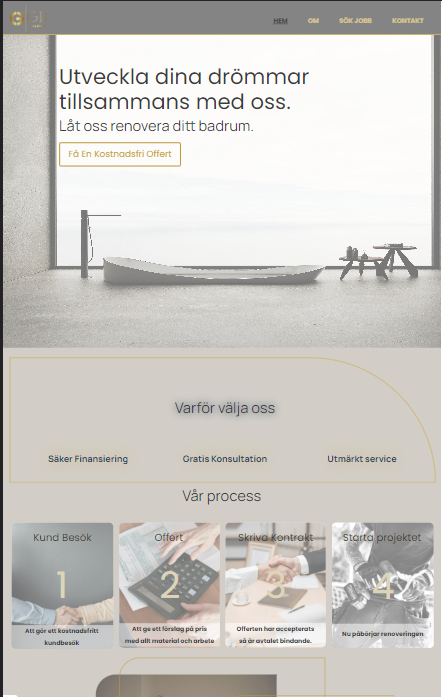 GI
HEM
OM
SÖK JOBB
KONTAKT
Utveckla dina drömmar
tillsammans med oss.
Låt oss renovera ditt badrum.
Få En Kostnadsfri Offert
Varför välja oss
Säker Finansiering
Gratis Konsultation
Utmärkt service
Vår process
Kund Besök
1
Att gör ett kostnadsfritt
kundbesök
Offert
2
Att ge ett förslag på pris
med allt material och arbete
Skriva Kontrakt
3
Offerten har accepterats
så är avtalet bindande.
Starta projektet
4
Nu påbörjar renoveringen